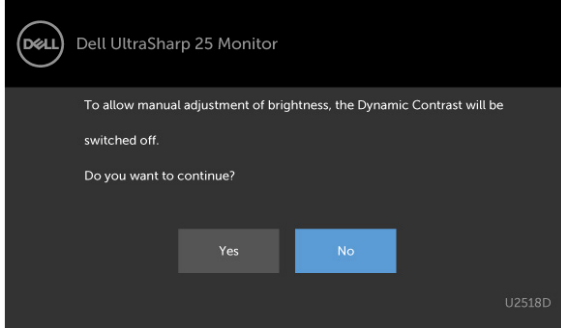 DELL
Dell UltraSharp 25 Monitor
To allow manual adjustment of brightness, the Dynamic Contrast will be
switched off.
Do you want to continue?
Yes
No
U2518D